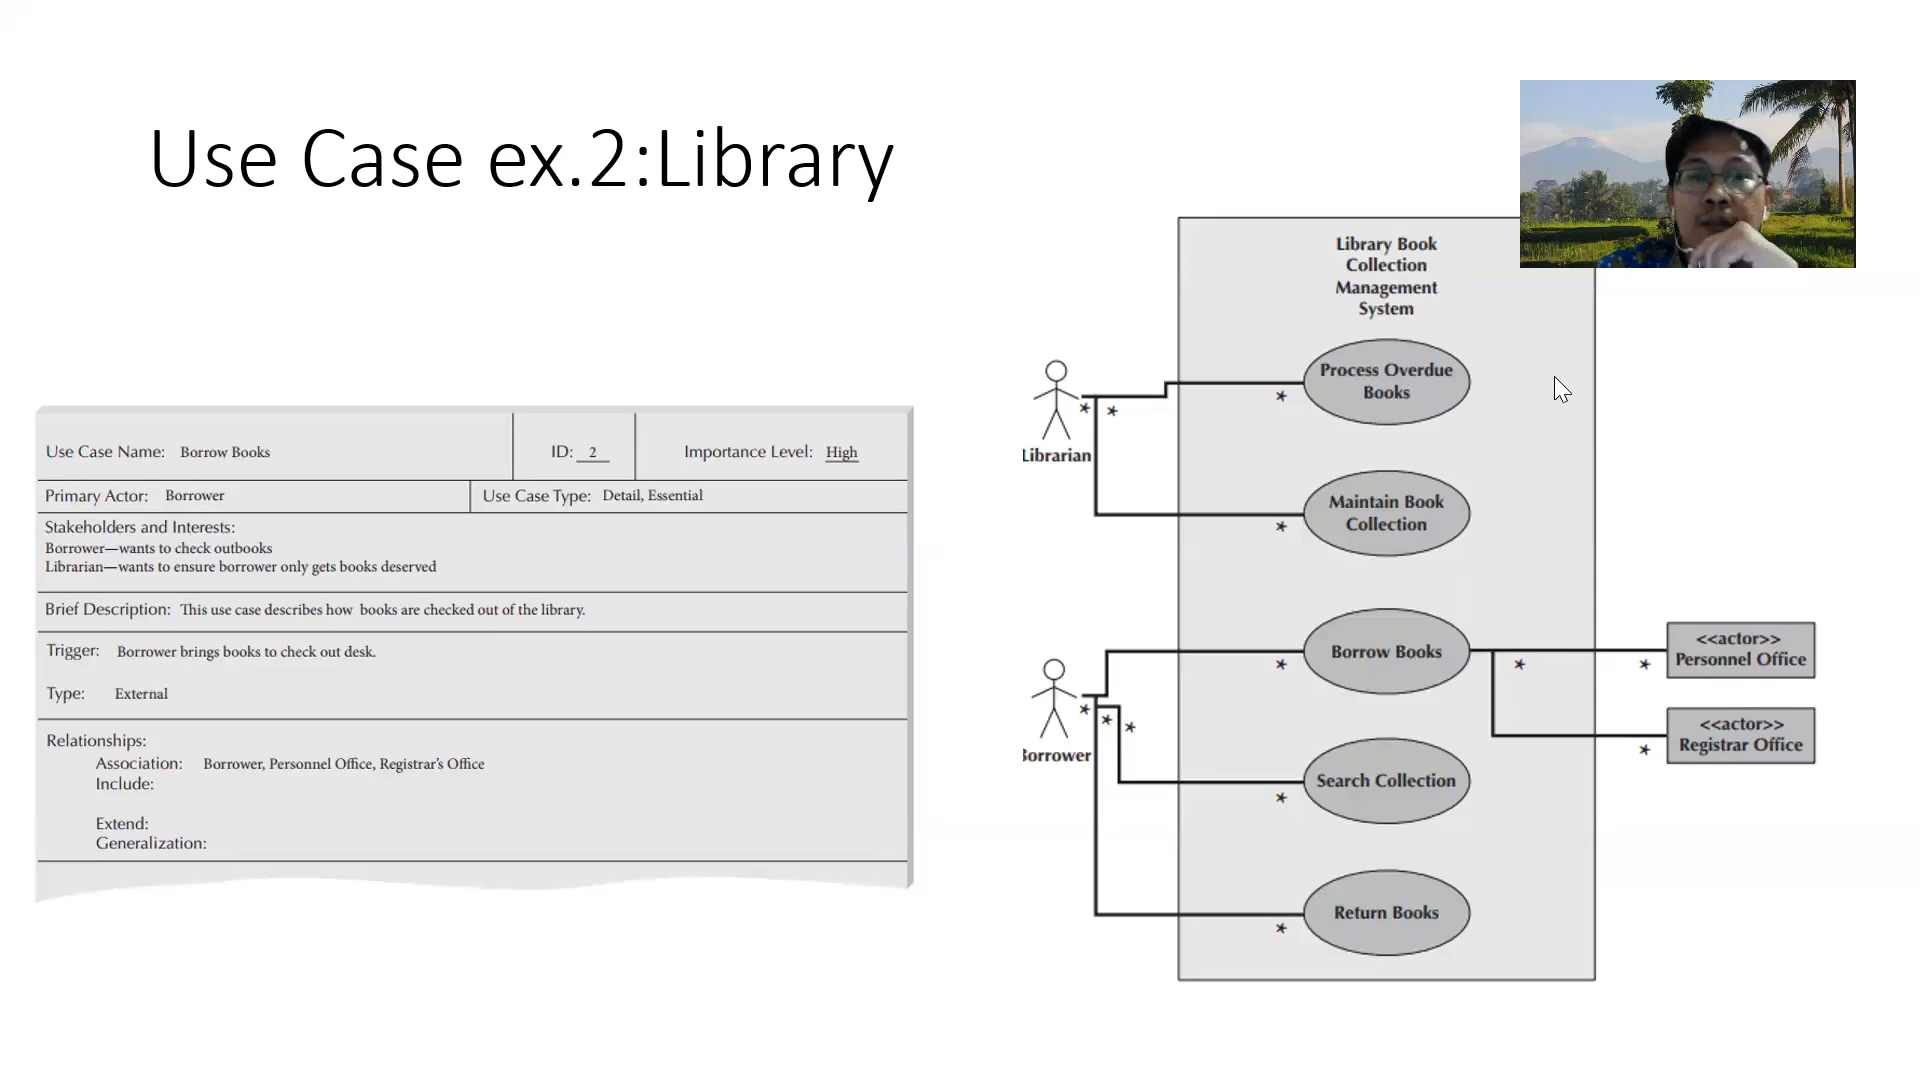 Use Case ex.2:Library
Use Case Name: Borrow Books
ID: 2
Importance Level: High
Primary Actor: Borrower
Use Case Type: Detail, Essential
Stakeholders and Interests:
Borrower—wants to check outbooks
Librarian—wants to ensure borrower only gets books deserved
Brief Description: This use case describes how books are checked out of the library.
Trigger: Borrower brings books to check out desk.
Type: External
Relationships:
Association: Borrower, Personnel Office, Registrar's Office
Include:
Extend:
Generalization:
Library Book
Collection
Management
System
Process Overdue
Books
* * *
Librarian
Maintain Book
Collection
*
Borrow Books
* * *
<<actor>>
Personnel Office
* * *
Borrower
<<actor>>
Registrar Office
*
Search Collection
*
Return Books
*